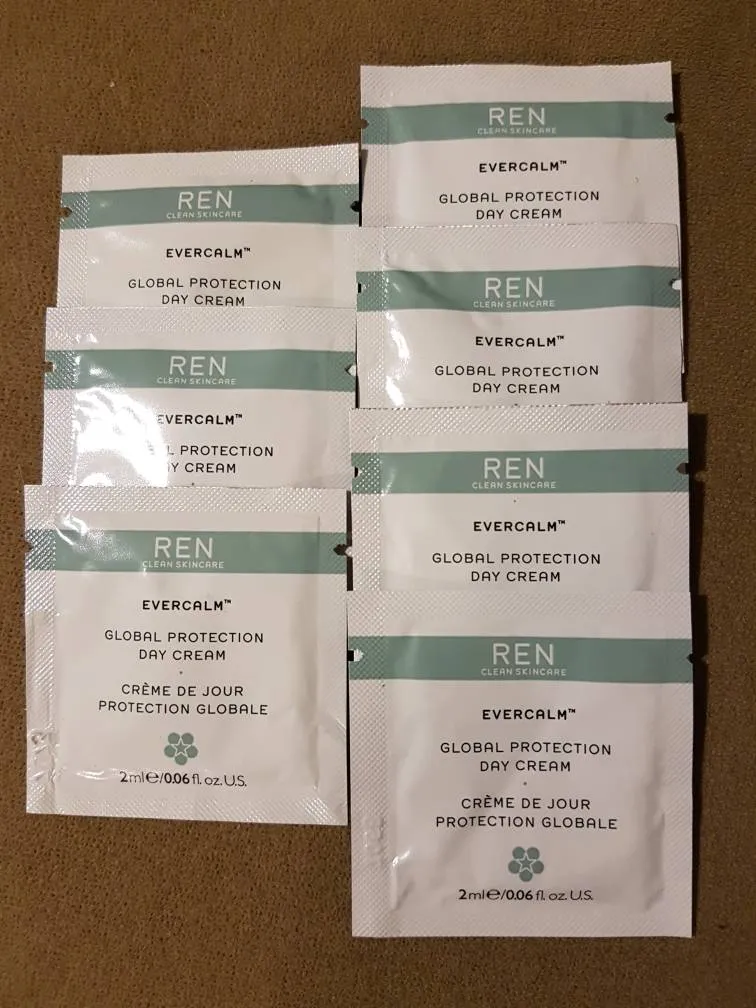 REN
CLEAN SKINCARE
EVERCALM™
GLOBAL PROTECTION
DAY CREAM
REN
CLEAN SKINCARE
EVERCALM™
PROTECTION
CREAM
REN
CLEAN SKINCARE
EVERCALM™
GLOBAL PROTECTION
DAY CREAM
CRÈME DE JOUR
PROTECTION GLOBALE
2ml℮/0.06 fl. oz. U.S.
REN
CLEAN SKINCARE
EVERCALM™
GLOBAL PROTECTION
DAY CREAM
REN
CLEAN SKINCARE
EVERCALM™
GLOBAL PROTECTION
DAY CREAM
REN
CLEAN SKINCARE
EVERCALM™
GLOBAL PROTECTION
DAY CREAM
REN
CLEAN SKINCARE
EVERCALM™
GLOBAL PROTECTION
DAY CREAM
CRÈME DE JOUR
PROTECTION GLOBALE
2ml℮/0.06 fl. oz. U.S.